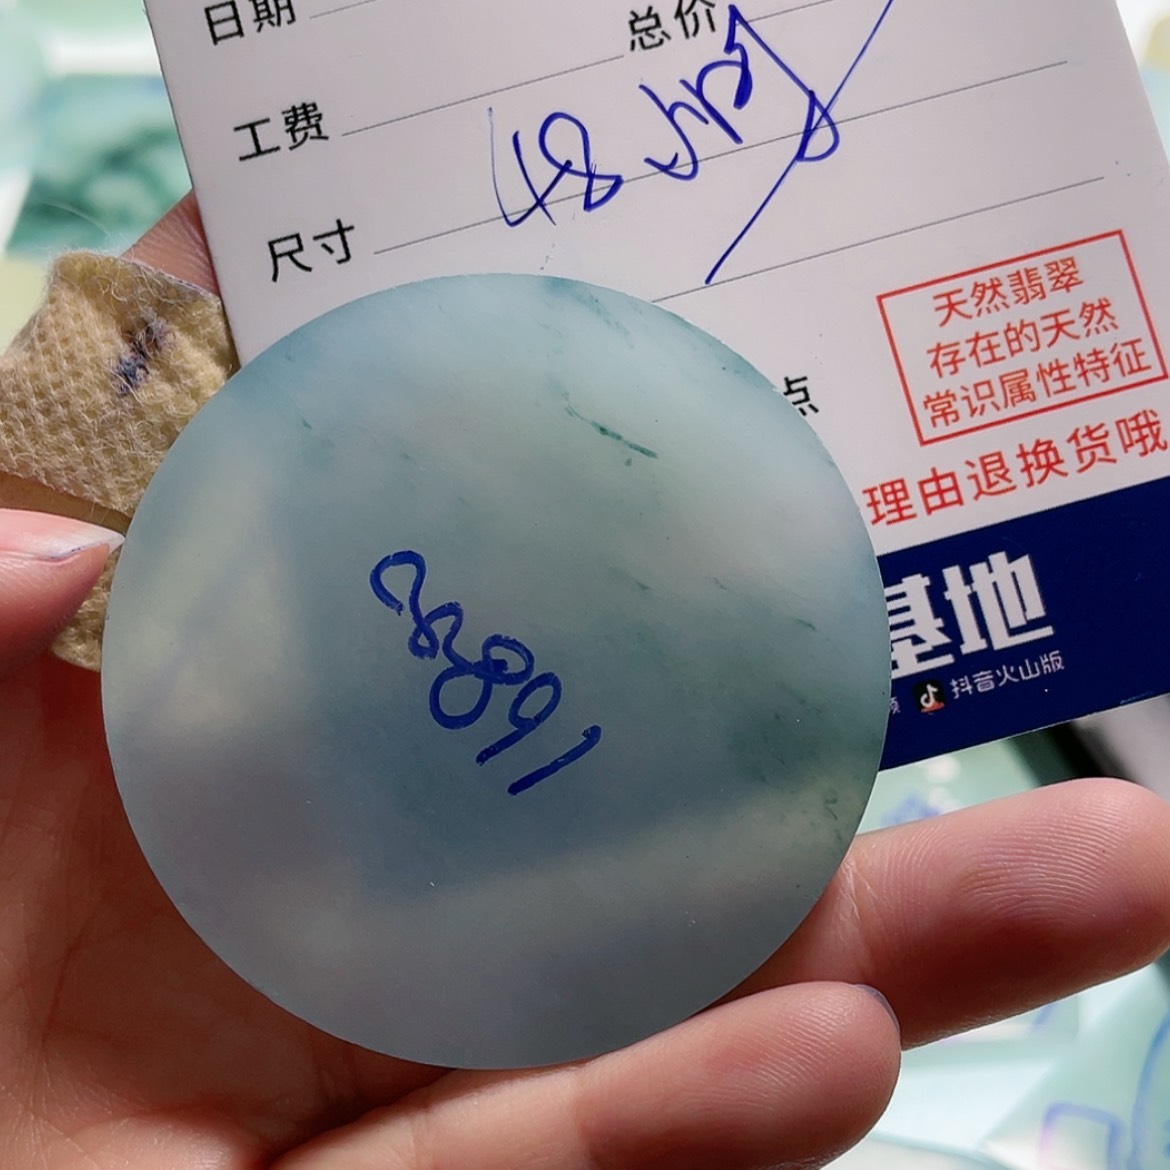 日期
总价
工费
48
尺寸
点
天然翡翠
存在的天然
常识属性特征
理由退换货哦
基地
抖音火山版